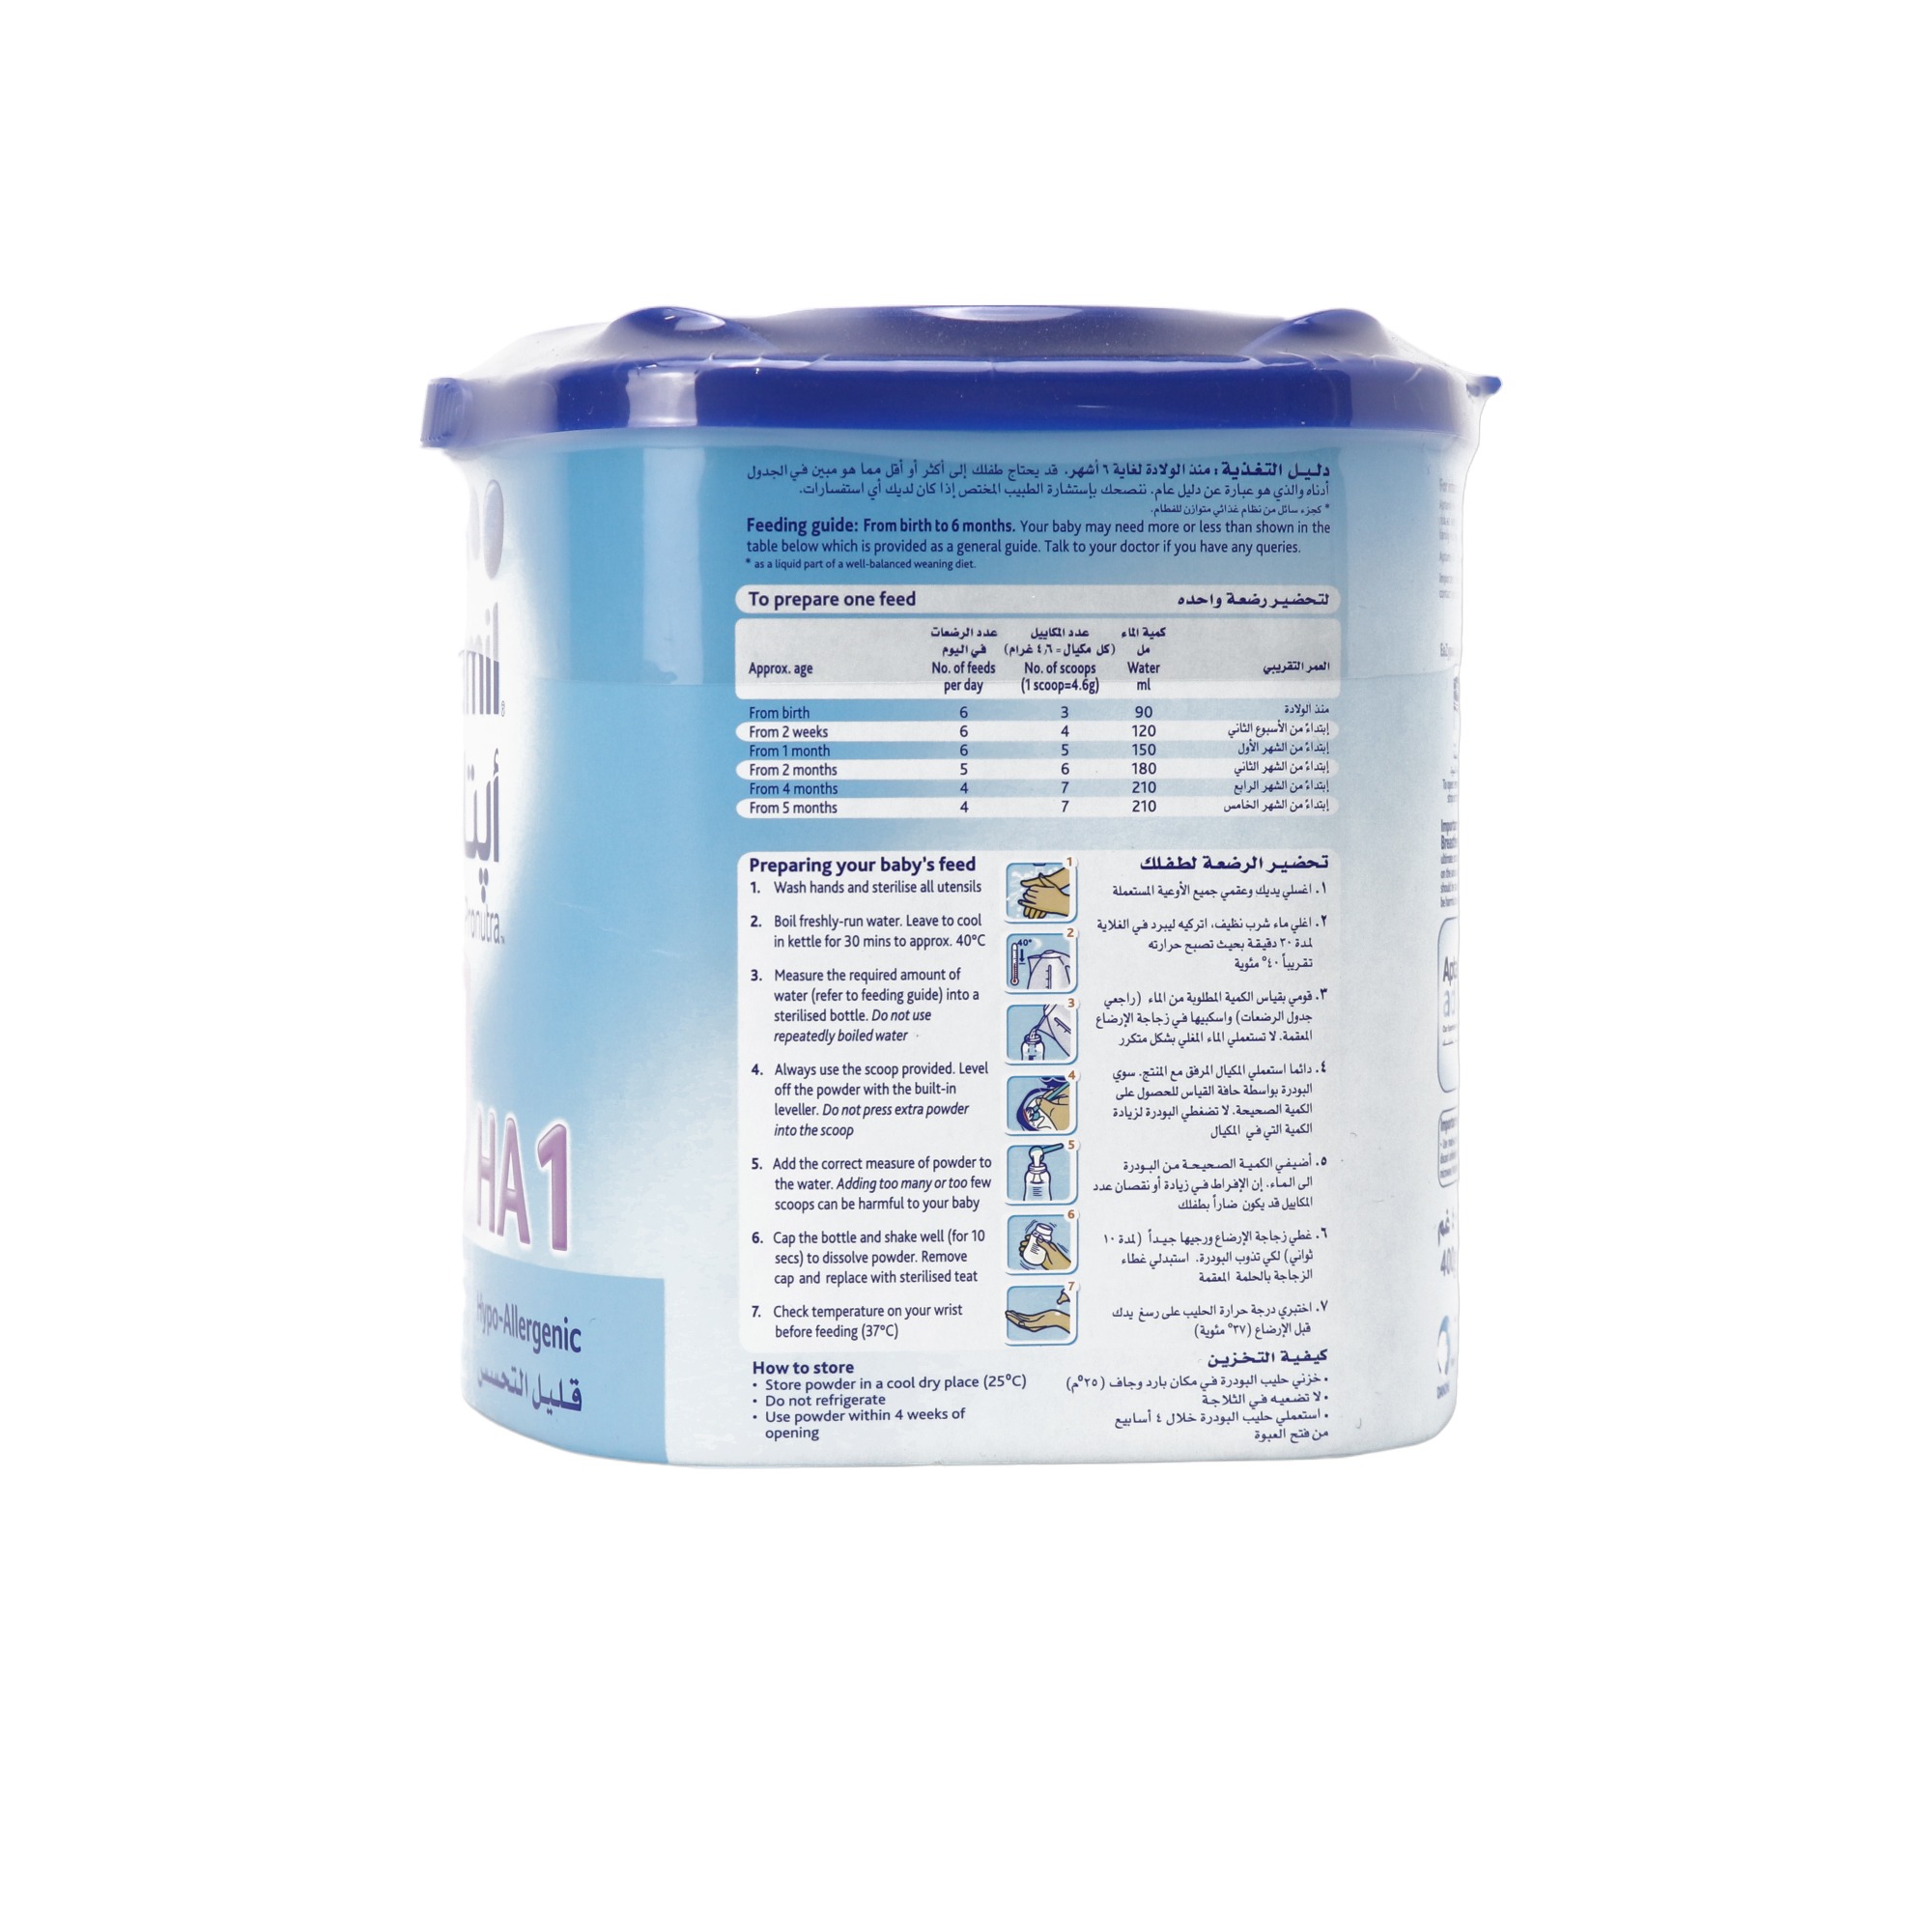 دليل التغذية : منذ الولادة لغاية ٦ أشهر. قد يحتاج طفلك إلى أكثر أو أقل مما هو مبين في الجدول
أدناه والذي هو عبارة عن دليل عام. ننصحك بإستشارة الطبيب المختص إذا كان لديك أي استفسارات.
* كجزء سائل من نظام غذائي متوازن للفطام.
Feeding guide: From birth to 6 months. Your baby may need more or less than shown in the
table below which is provided as a general guide. Talk to your doctor if you have any queries.
* as a liquid part of a well-balanced weaning diet.
To prepare one feed لتحضير رضعة واحده
عدد الرضعات عدد المكاييل كمية الماء
في اليوم (كل مكيال = ٤,٦ غرام) مل
Approx. age No. of feeds No. of scoops Water العمر التقريبي
per day (1 scoop=4.6g) ml
From birth 6 3 90 منذ الولادة
From 2 weeks 6 4 120 إبتداءً من الأسبوع الثاني
From 1 month 6 5 150 إبتداءً من الشهر الأول
From 2 months 5 6 180 إبتداءً من الشهر الثاني
From 4 months 4 7 210 إبتداءً من الشهر الرابع
From 5 months 4 7 210 إبتداءً من الشهر الخامس
Preparing your baby's feed
1. Wash hands and sterilise all utensils
2. Boil freshly-run water. Leave to cool
in kettle for 30 mins to approx. 40°C
3. Measure the required amount of
water (refer to feeding guide) into a
sterilised bottle. Do not use
repeatedly boiled water
4. Always use the scoop provided. Level
off the powder with the built-in
leveller. Do not press extra powder
into the scoop
5. Add the correct measure of powder to
the water. Adding too many or too few
scoops can be harmful to your baby
6. Cap the bottle and shake well (for 10
secs) to dissolve powder. Remove
cap and replace with sterilised teat
7. Check temperature on your wrist
before feeding (37°C)
1
2
40°
3
4
5
6
7
تحضير الرضعة لطفلك
١. اغسلي يديك وعقمي جميع الأوعية المستعملة
٢. اغلي ماء شرب نظيف، اتركيه ليبرد في الغلاية
لمدة ٣٠ دقيقة بحيث تصبح حرارته
تقريباً ٤٠° مئوية
٣. قومي بقياس الكمية المطلوبة من الماء (راجعي
جدول الرضعات) واسكبيها في زجاجة الإرضاع
المعقمة. لا تستعملي الماء المغلي بشكل متكرر
٤. دائما استعملي المكيال المرفق مع المنتج. سوي
البودرة بواسطة حافة القياس للحصول على
الكمية الصحيحة. لا تضغطي البودرة لزيادة
الكمية التي في المكيال
٥. أضيفي الكمية الصحيحة من البودرة
الى الماء. إن الإفراط في زيادة أو نقصان عدد
المكاييل قد يكون ضاراً بطفلك
٦. غطي زجاجة الإرضاع ورجيها جيداً (لمدة ١٠
ثواني) لكي تذوب البودرة. استبدلي غطاء
الزجاجة بالحلمة المعقمة
٧. اختبري درجة حرارة الحليب على رسغ يدك
قبل الإرضاع (٣٧° مئوية)
How to store
• Store powder in a cool dry place (25°C)
• Do not refrigerate
• Use powder within 4 weeks of
opening
كيفية التخزين
• خزني حليب البودرة في مكان بارد وجاف (٢٥°م)
• لا تضعيه في الثلاجة
• استعملي حليب البودرة خلال ٤ أسابيع
من فتح العبوة
HA 1
Hypo-Allergenic
قليل التحسس